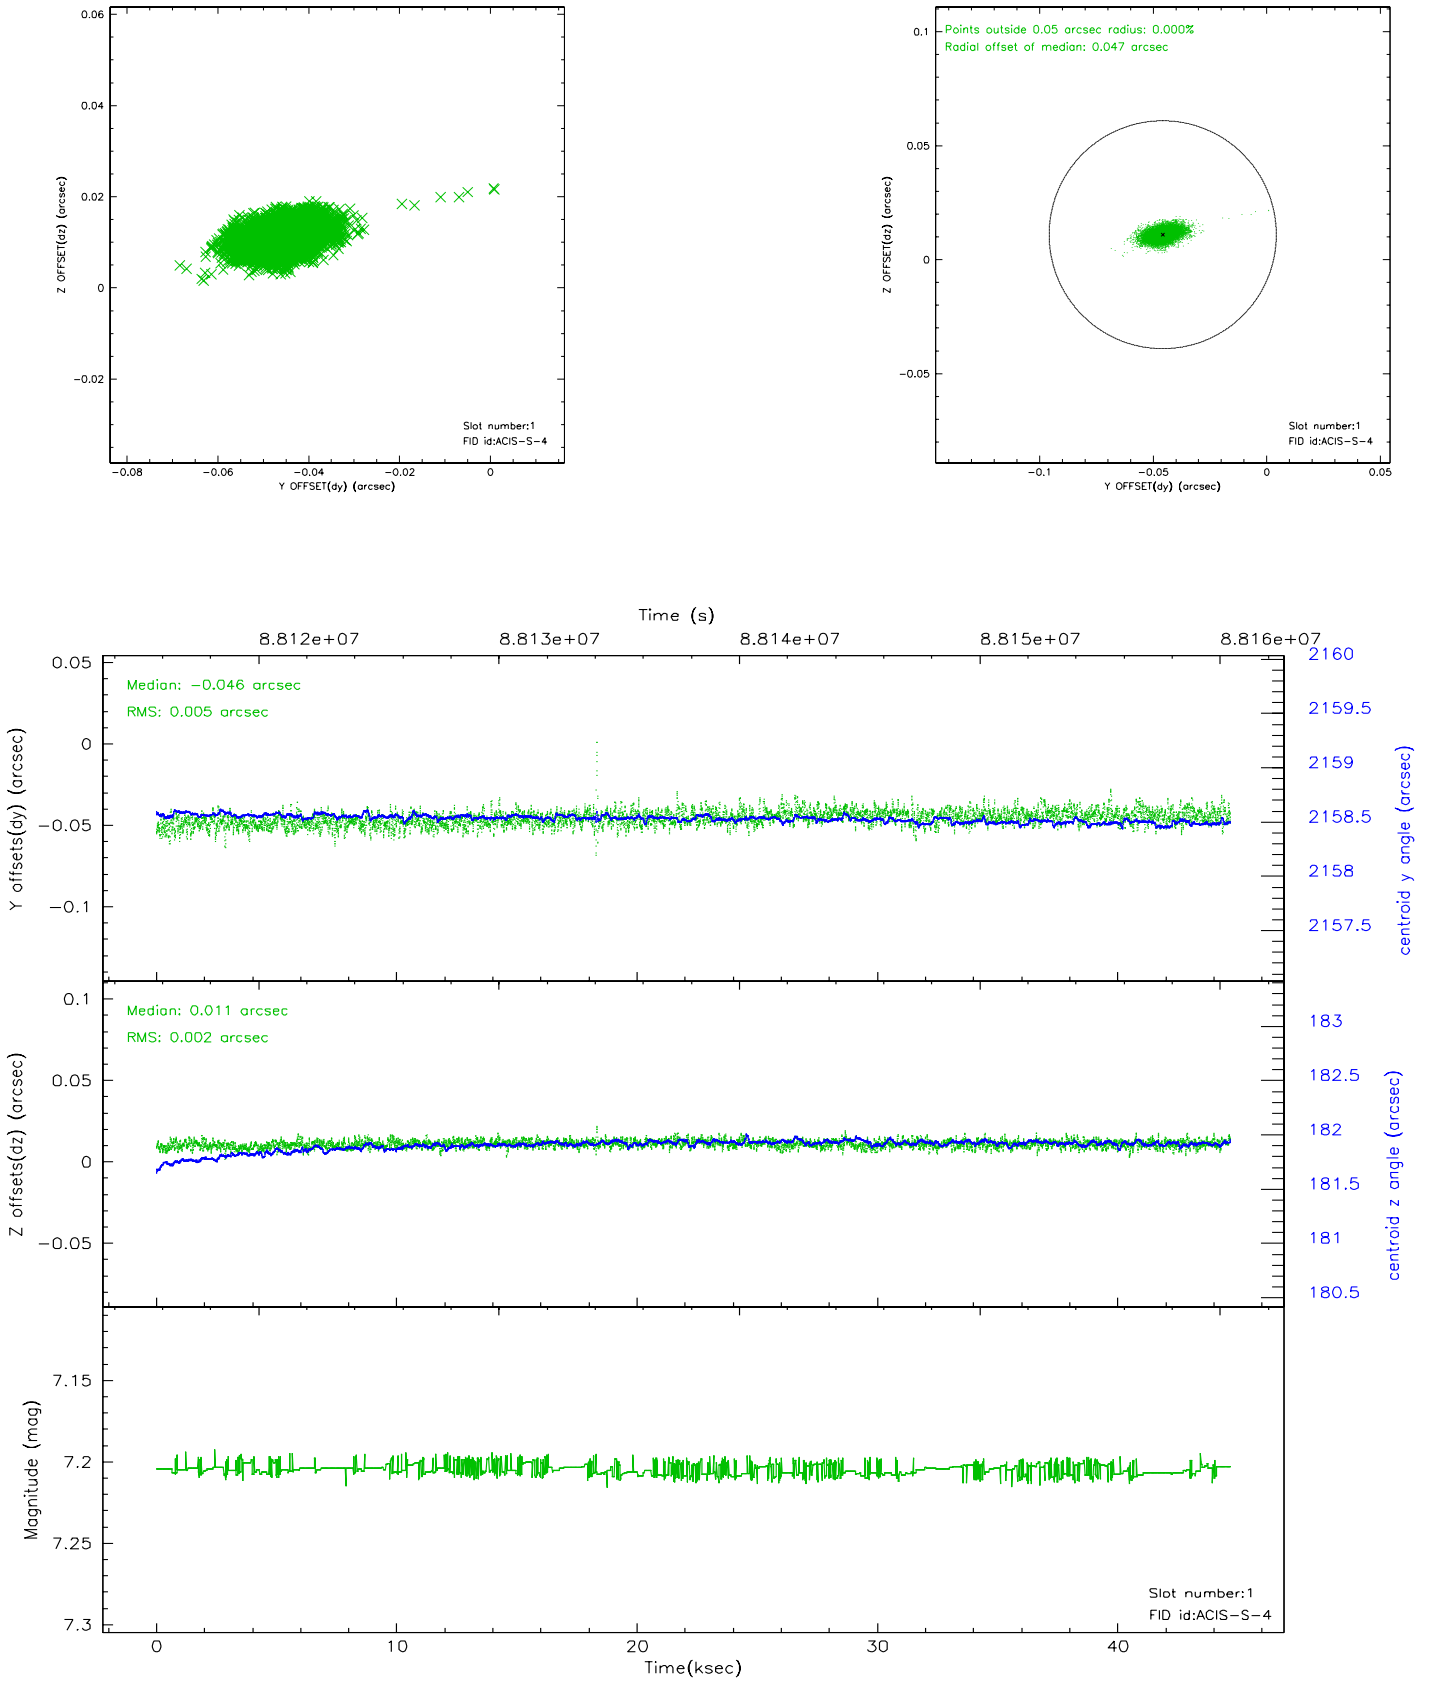 0.06
0.04
0.02
0
−0.02
Z OFFSET(dz) (arcsec)
Slot number:1
FID id:ACIS−S−4
−0.08
−0.06
−0.04
−0.02
0
Y OFFSET(dy) (arcsec)
Points outside 0.05 arcsec radius: 0.000%
Radial offset of median: 0.047 arcsec
0.1
0.05
0
−0.05
Z OFFSET(dz) (arcsec)
Slot number:1
FID id:ACIS−S−4
−0.1
−0.05
0
0.05
Y OFFSET(dy) (arcsec)
Time (s)
8.812e+07
8.813e+07
8.814e+07
8.815e+07
8.816e+07
Median: −0.046 arcsec
RMS: 0.005 arcsec
0.05
0
−0.05
−0.1
Y offsets(dy) (arcsec)
2160
2159.5
2159
2158.5
2158
2157.5
centroid y angle (arcsec)
Median: 0.011 arcsec
RMS: 0.002 arcsec
0.1
0.05
0
−0.05
Z offsets(dz) (arcsec)
183
182.5
182
181.5
181
180.5
centroid z angle (arcsec)
7.15
7.2
7.25
7.3
Magnitude (mag)
Slot number:1
FID id:ACIS−S−4
0
10
20
30
40
Time(ksec)